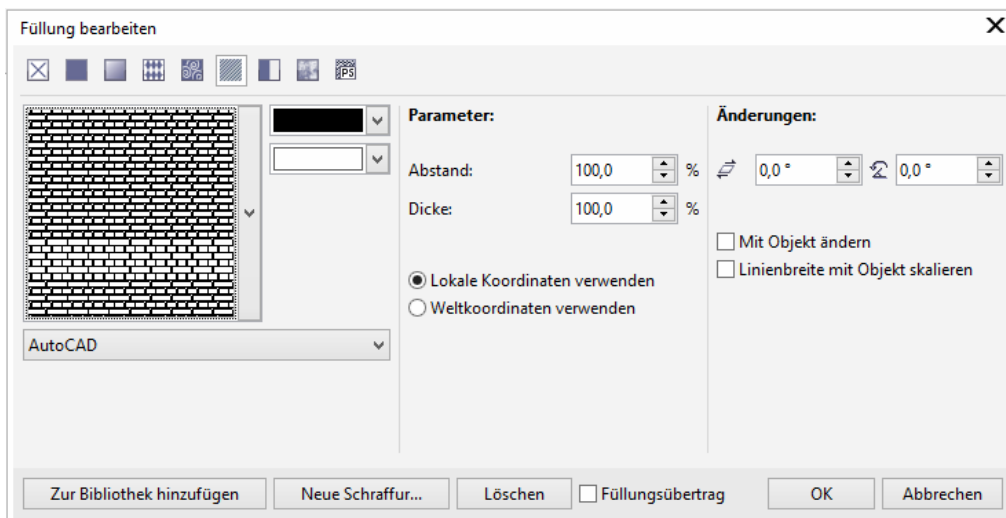 Füllung bearbeiten
PS
Parameter:
Änderungen:
Abstand:
100,0
%
0,0 °
0,0 °
Dicke:
100,0
%
Mit Objekt ändern
Linienbreite mit Objekt skalieren
Lokale Koordinaten verwenden
Weltkoordinaten verwenden
AutoCAD
Zur Bibliothek hinzufügen
Neue Schraffur...
Löschen
Füllungsübertrag
OK
Abbrechen